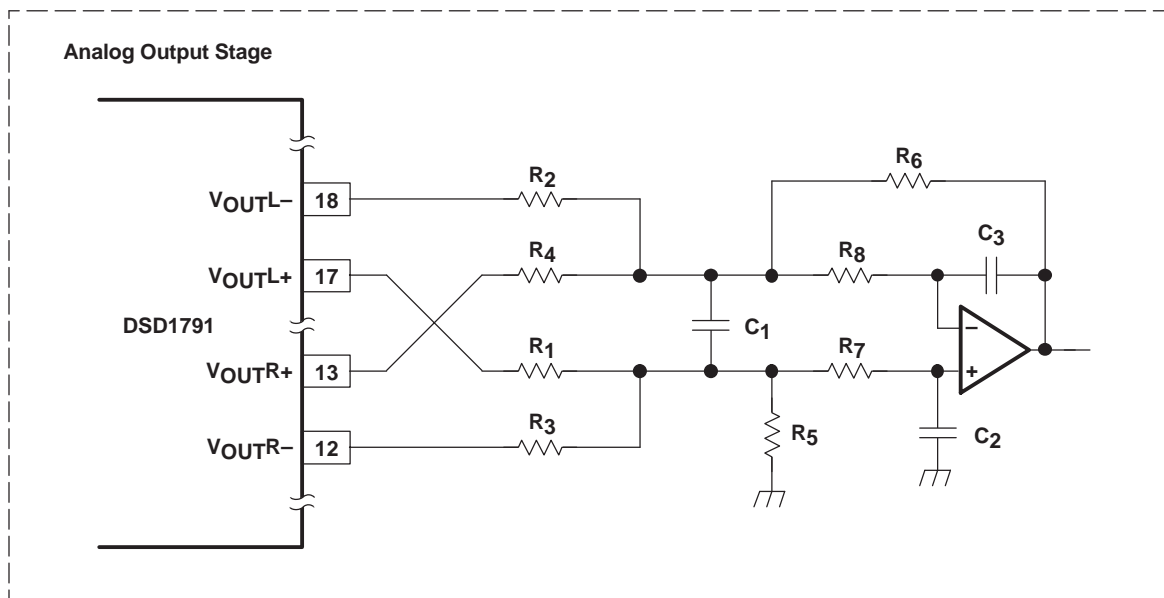 Analog Output Stage
R6
R2
VOUTL– 18
C3
R4
R8
VOUTL+ 17
–
C1
DSD1791
R1
R7
VOUTR+ 13
+
R3
R5
C2
VOUTR– 12